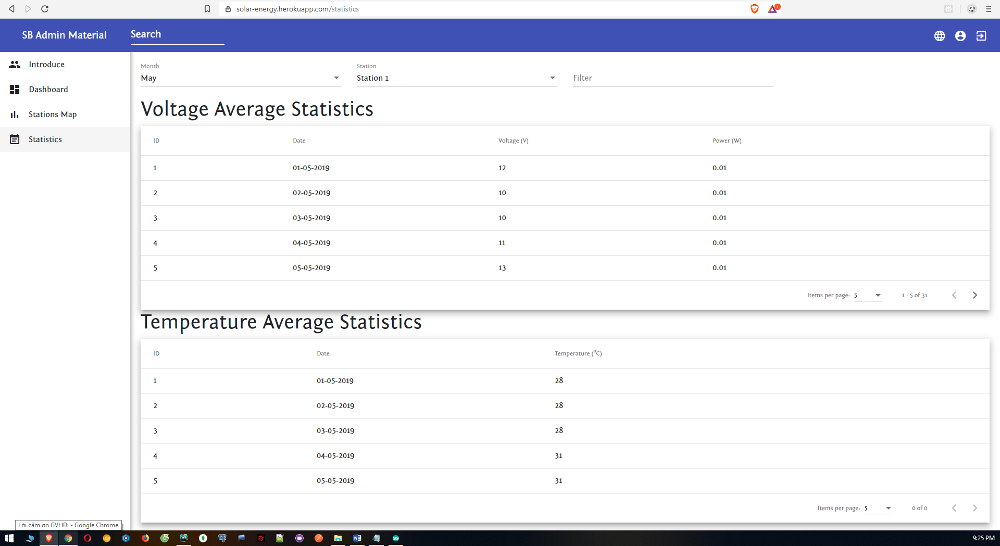 solar-energy.herokuapp.com/statistics
1
SB Admin Material
Search
Introduce
Dashboard
Stations Map
Statistics
Month
May
Station
Station 1
Filter
Voltage Average Statistics
ID Date Voltage (V) Power (W)
1 01-05-2019 12 0.01
2 02-05-2019 10 0.01
3 03-05-2019 10 0.01
4 04-05-2019 11 0.01
5 05-05-2019 13 0.01
Items per page: 5 1 - 5 of 31
Temperature Average Statistics
ID Date Temperature (⁰C)
1 01-05-2019 28
2 02-05-2019 28
3 03-05-2019 28
4 04-05-2019 31
5 05-05-2019 31
Items per page: 5 0 of 0
Lời cảm ơn GVHD: - Google Chrome
9:25 PM